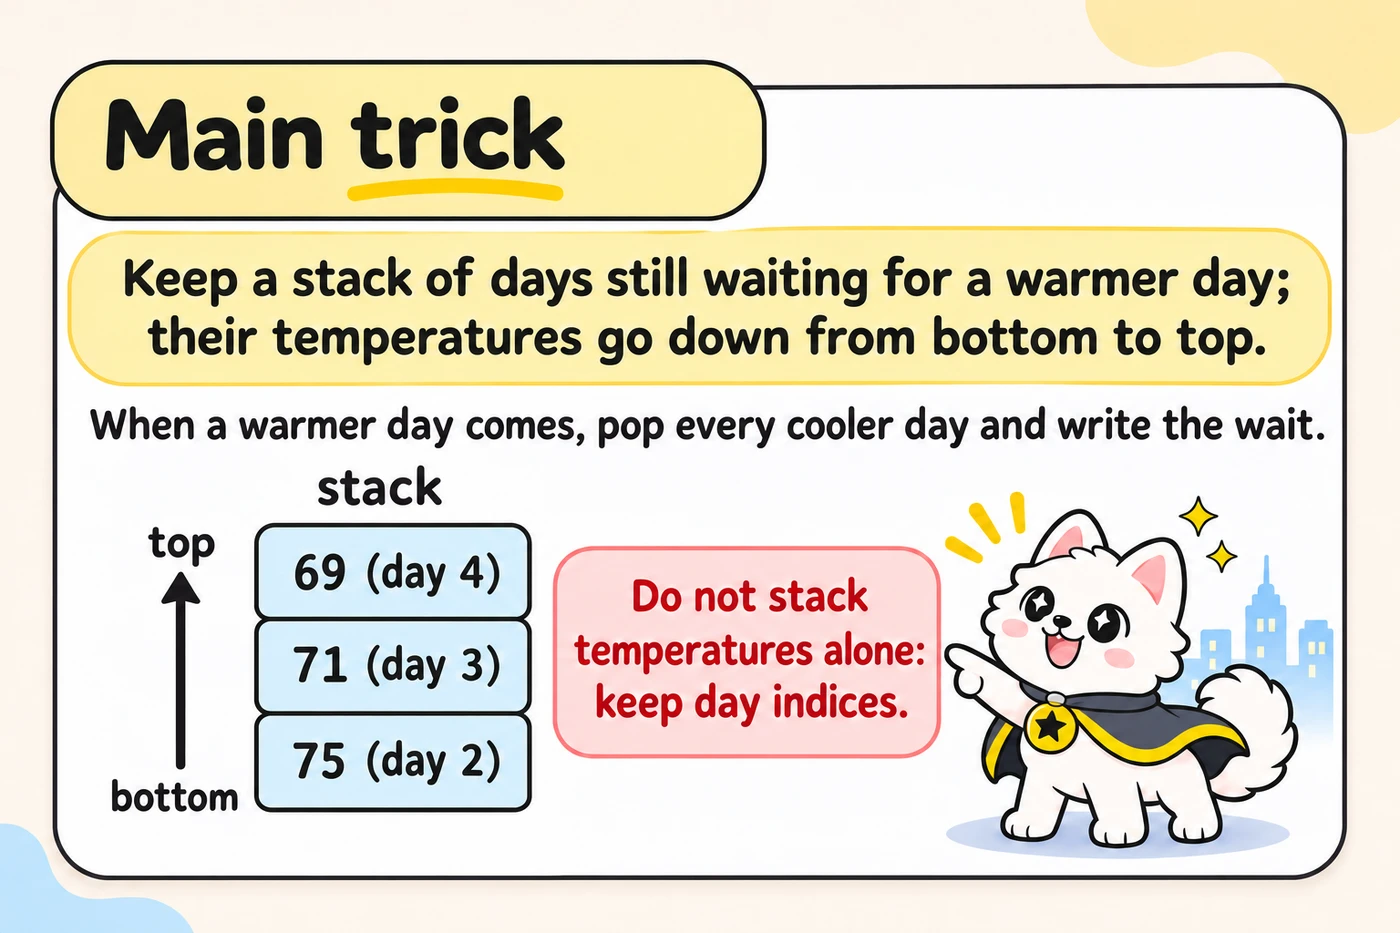 Main trick
Keep a stack of days still waiting for a warmer day;
their temperatures go down from bottom to top.
When a warmer day comes, pop every cooler day and write the wait.
stack
top
69 (day 4)
71 (day 3)
75 (day 2)
bottom
Do not stack
temperatures alone:
keep day indices.